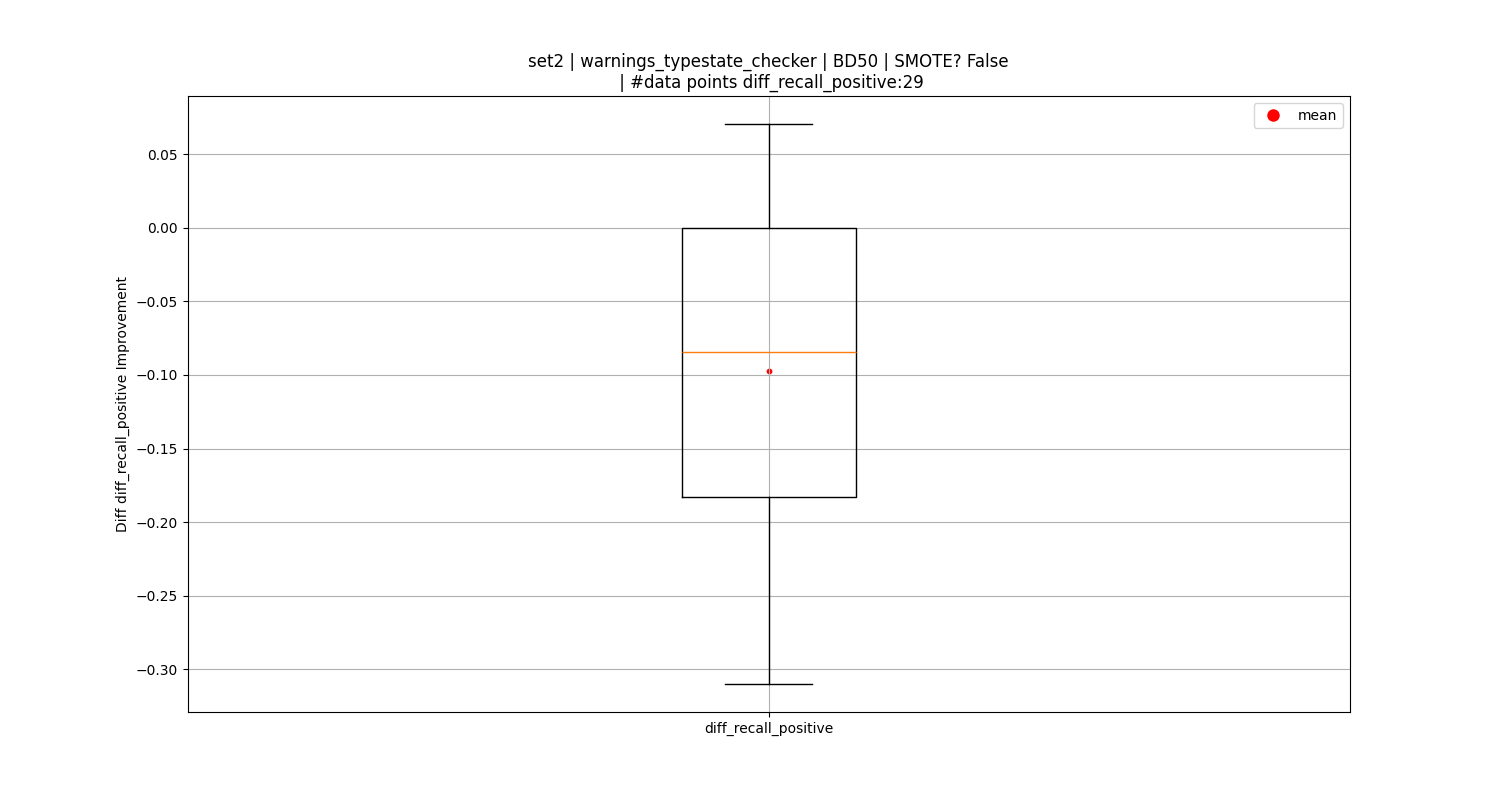 set2 | warnings_typestate_checker | BD50 | SMOTE? False
| #data points diff_recall_positive:29
mean
0.05
0.00
−0.05
−0.10
−0.15
−0.20
−0.25
−0.30
Diff diff_recall_positive Improvement
diff_recall_positive